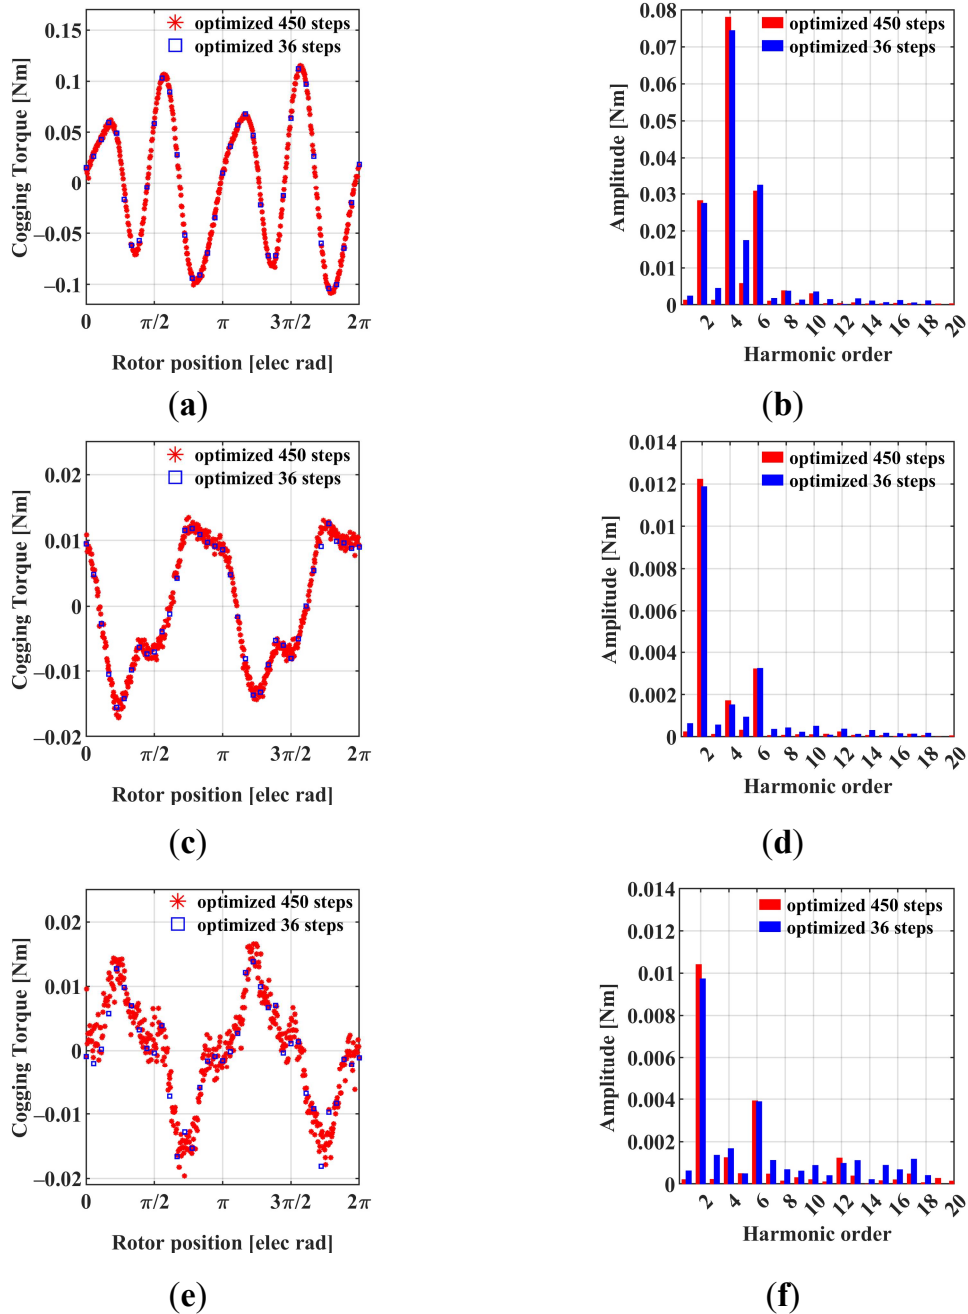 optimized 450 steps
optimized 36 steps
Cogging Torque [Nm]
0.1
0.05
0
−0.05
−0.1
0
π/2
π
3π/2
2π
Rotor position [elec rad]
(a)
optimized 450 steps
optimized 36 steps
Amplitude [Nm]
0.08
0.07
0.06
0.05
0.04
0.03
0.02
0.01
0
2
4
6
8
10
12
14
16
18
20
Harmonic order
(b)
optimized 450 steps
optimized 36 steps
Cogging Torque [Nm]
0.02
0.01
0
−0.01
−0.02
0
π/2
π
3π/2
2π
Rotor position [elec rad]
(c)
optimized 450 steps
optimized 36 steps
Amplitude [Nm]
0.014
0.012
0.01
0.008
0.006
0.004
0.002
0
2
4
6
8
10
12
14
16
18
20
Harmonic order
(d)
optimized 450 steps
optimized 36 steps
Cogging Torque [Nm]
0.02
0.01
0
−0.01
−0.02
0
π/2
π
3π/2
2π
Rotor position [elec rad]
(e)
optimized 450 steps
optimized 36 steps
Amplitude [Nm]
0.014
0.012
0.01
0.008
0.006
0.004
0.002
0
2
4
6
8
10
12
14
16
18
20
Harmonic order
(f)